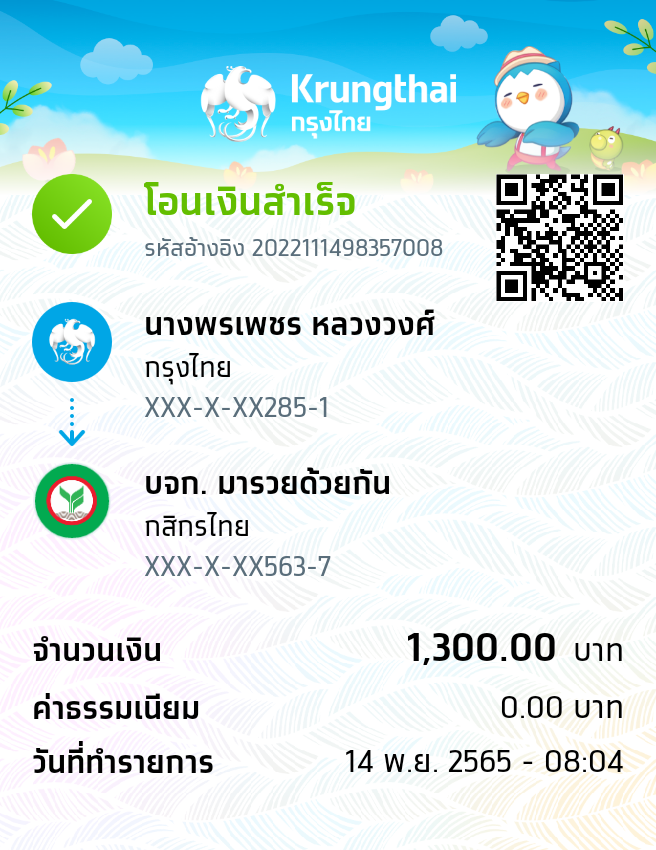 Krungthai
กรุงไทย
โอนเงินสำเร็จ
รหัสอ้างอิง 2022111498357008
นางพรเพชร หลวงวงศ์
กรุงไทย
XXX-X-XX285-1
บจก. มารวยด้วยกัน
กสิกรไทย
XXX-X-XX563-7
จำนวนเงิน 1,300.00 บาท
ค่าธรรมเนียม 0.00 บาท
วันที่ทำรายการ 14 พ.ย. 2565 - 08:04